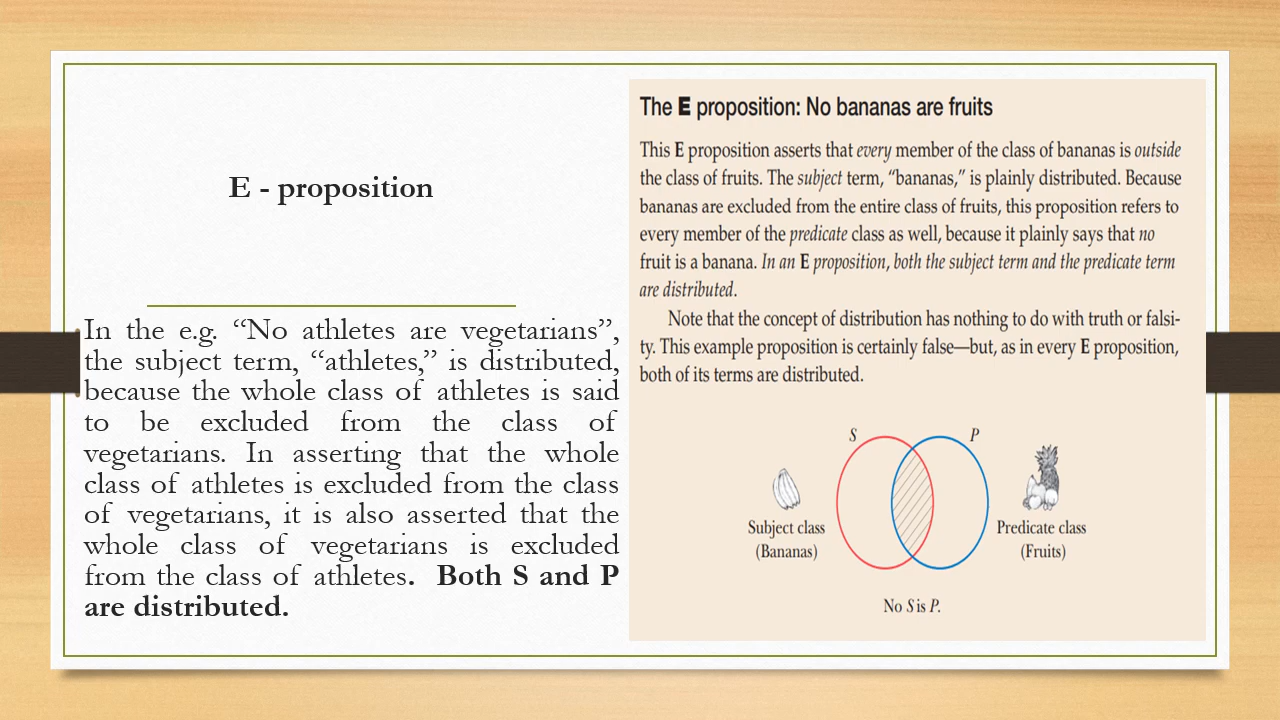 E - proposition
In the e.g. “No athletes are vegetarians”,
the subject term, “athletes,” is distributed,
because the whole class of athletes is said
to be excluded from the class of
vegetarians. In asserting that the whole
class of athletes is excluded from the class
of vegetarians, it is also asserted that the
whole class of vegetarians is excluded
from the class of athletes. Both S and P
are distributed.
The E proposition: No bananas are fruits
This E proposition asserts that every member of the class of bananas is outside
the class of fruits. The subject term, “bananas,” is plainly distributed. Because
bananas are excluded from the entire class of fruits, this proposition refers to
every member of the predicate class as well, because it plainly says that no
fruit is a banana. In an E proposition, both the subject term and the predicate term
are distributed.
Note that the concept of distribution has nothing to do with truth or falsi-
ty. This example proposition is certainly false—but, as in every E proposition,
both of its terms are distributed.
S
P
Subject class
(Bananas)
Predicate class
(Fruits)
No S is P.